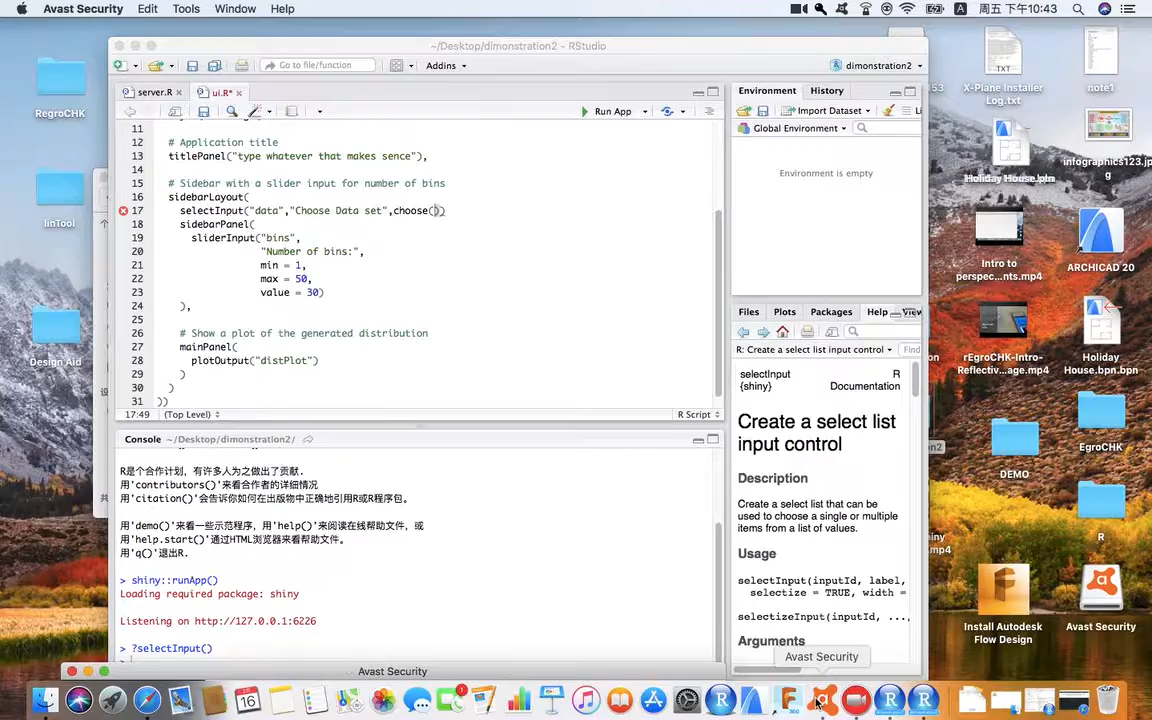 Avast Security Edit Tools Window Help
周五 下午10:43
~/Desktop/dimonstration2 - RStudio
Go to file/function
Addins
dimonstration2
server.R
ui.R*
Run App
11
12 # Application title
13 titlePanel("type whatever that makes sence"),
14
15 # Sidebar with a slider input for number of bins
16 sidebarLayout(
17 selectInput("data","Choose Data set",choose())
18 sidebarPanel(
19 sliderInput("bins",
20 "Number of bins:",
21 min = 1,
22 max = 50,
23 value = 30)
24 ),
25
26 # Show a plot of the generated distribution
27 mainPanel(
28 plotOutput("distPlot")
29 )
30 )
31 ))
17:49 (Top Level) R Script
Console ~/Desktop/dimonstration2/
R是个合作计划，有许多人为之做出了贡献.
用'contributors()'来看合作者的详细情况
用'citation()'会告诉你如何在出版物中正确地引用R或R程序包。
用'demo()'来看一些示范程序，用'help()'来阅读在线帮助文件，或
用'help.start()'通过HTML浏览器来看帮助文件。
用'q()'退出R.
> shiny::runApp()
Loading required package: shiny
Listening on http://127.0.0.1:6226
> ?selectInput()
>
Environment History
Import Dataset
Global Environment
Environment is empty
Files Plots Packages Help
R: Create a select list input control
Find
selectInput R
{shiny} Documentation
Create a select list
input control
Description
Create a select list that can be
used to choose a single or multiple
items from a list of values.
Usage
selectInput(inputId, label,
selectize = TRUE, width =
selectizeInput(inputId, ...,
Arguments
Avast Security
Avast Security
RegroCHK
linTool
Design Aid
X-Plane Installer
Log.txt
TXT
note1
Holiday House.pln
infographics123.jp
g
Intro to
perspec...nts.mp4
ARCHICAD 20
rEgroCHK-Intro-
Reflectiv...age.mp4
Holiday
House.bpn.bpn
DEMO
EgroCHK
R
Install Autodesk
Flow Design
Avast Security
16